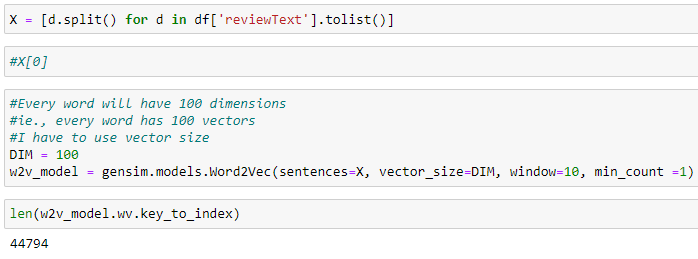 X = [d.split() for d in df['reviewText'].tolist()]
#X[0]
#Every word will have 100 dimensions
#ie., every word has 100 vectors
#I have to use vector size
DIM = 100
w2v_model = gensim.models.Word2Vec(sentences=X, vector_size=DIM, window=10, min_count =1)
len(w2v_model.wv.key_to_index)
44794